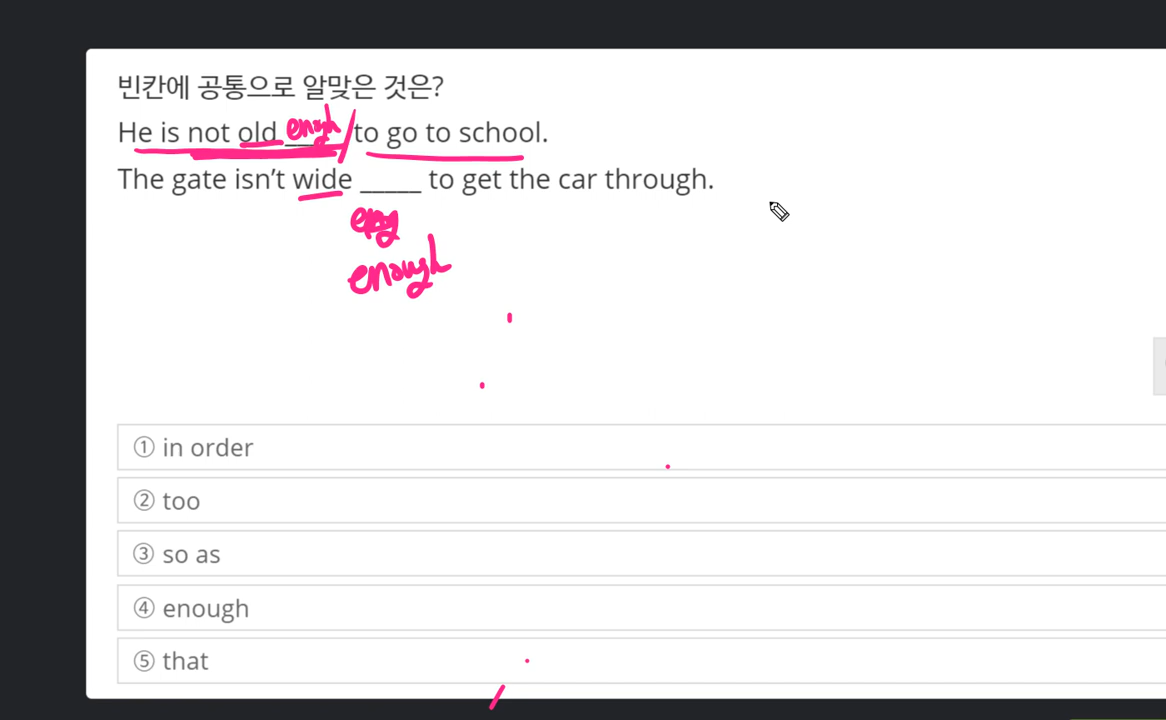 빈칸에 공통으로 알맞은 것은?
He is not old enogh _____ to go to school.
The gate isn't wide _____ to get the car through.
enough
① in order
② too
③ so as
④ enough
⑤ that